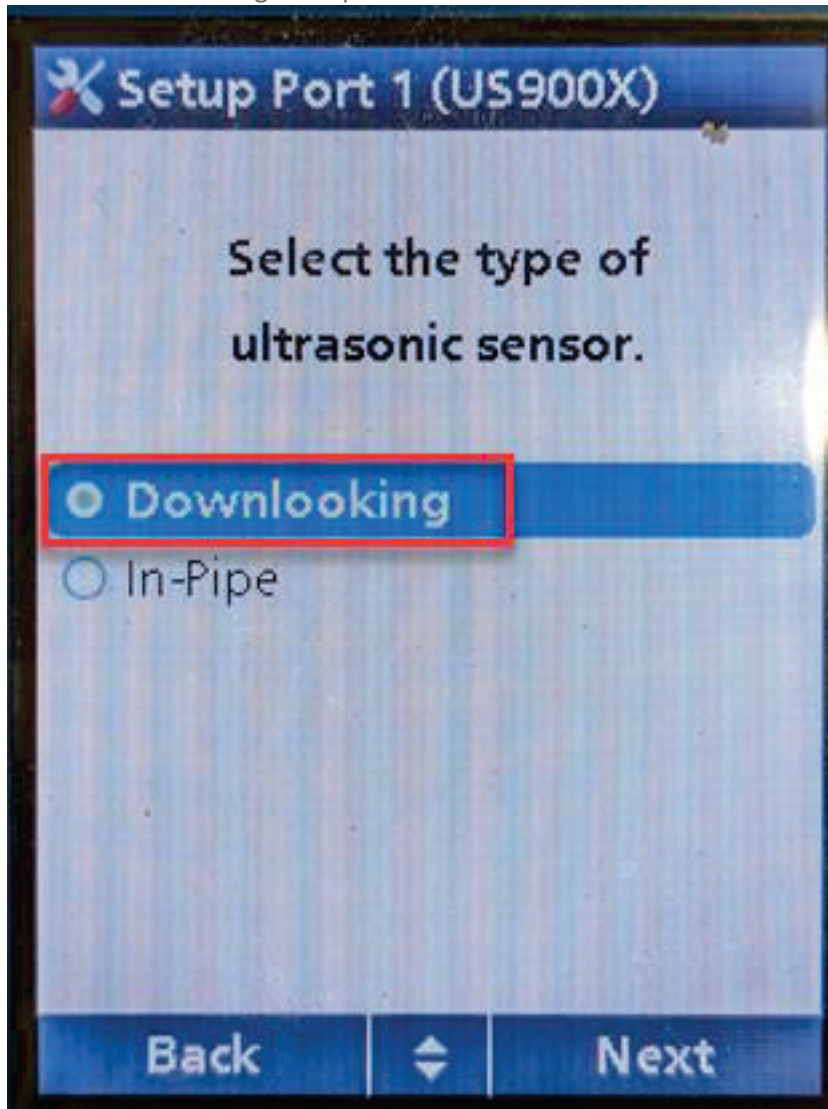 Setup Port 1 (US900X)
Select the type of
ultrasonic sensor.
Downlooking
In-Pipe
Back
Next